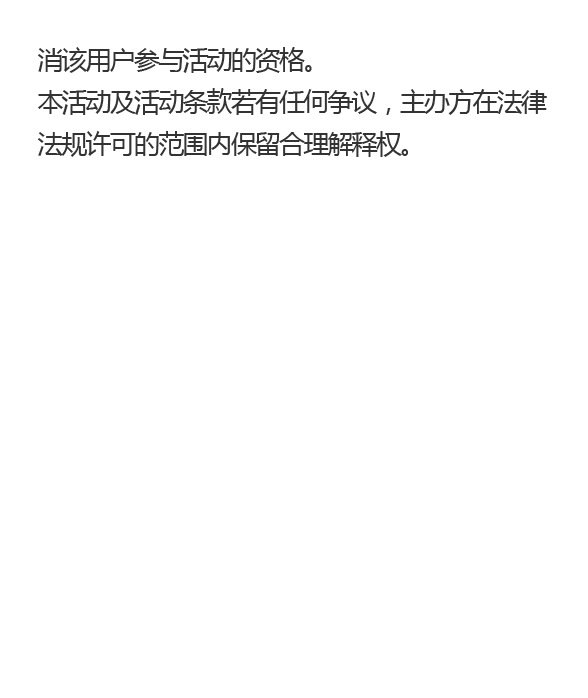 消该用户参与活动的资格。
本活动及活动条款若有任何争议，主办方在法律
法规许可的范围内保留合理解释权。